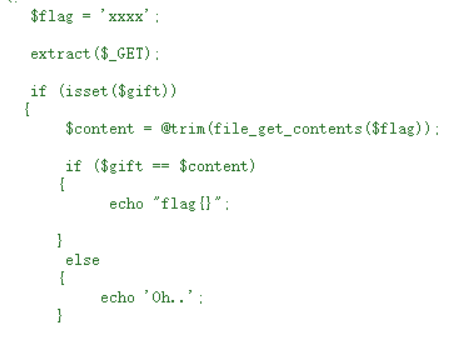 $flag = 'xxxx';
extract($_GET);
if (isset($gift))
{
$content = @trim(file_get_contents($flag));
if ($gift == $content)
{
echo "flag{}";
}
else
{
echo 'Oh..';
}